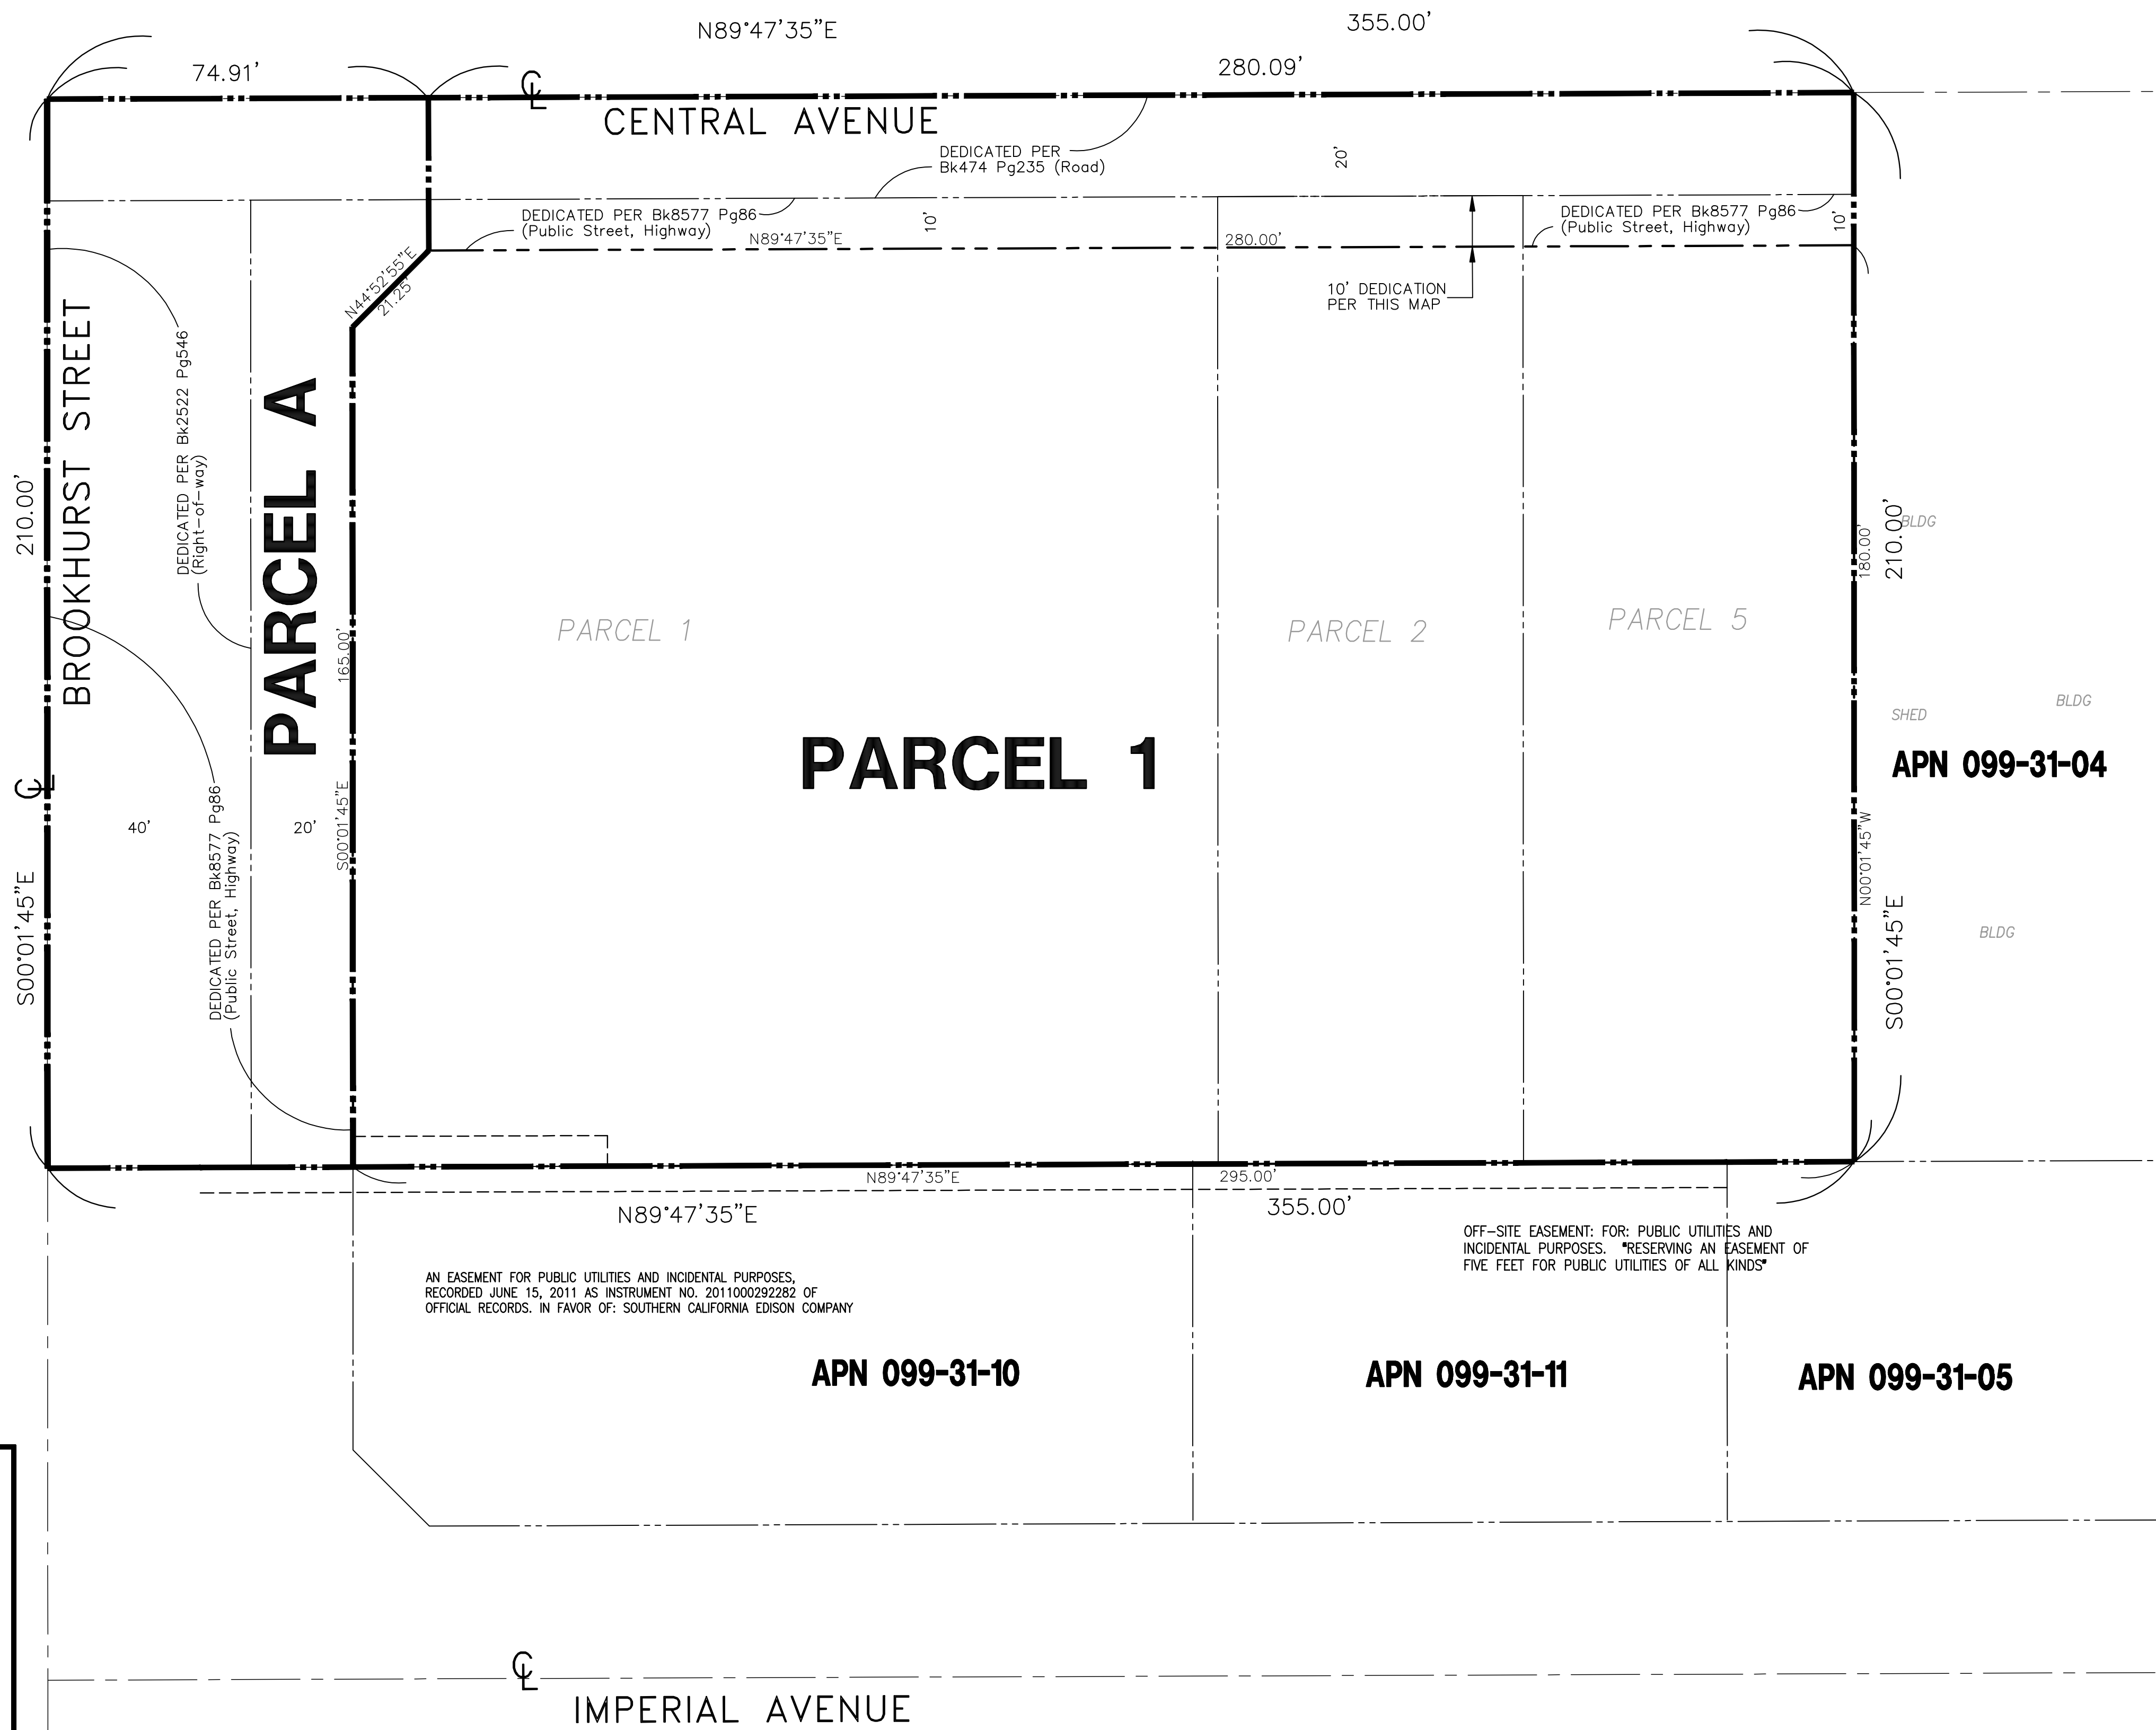 N89°47'35"E
355.00'
74.91'
280.09'
℄
CENTRAL AVENUE
DEDICATED PER
Bk474 Pg235 (Road)
20'
DEDICATED PER Bk8577 Pg86
(Public Street, Highway)
10'
N89°47'35"E
280.00'
DEDICATED PER Bk8577 Pg86
(Public Street, Highway)
10'
10' DEDICATION
PER THIS MAP
N44°52'55"E
21.25'
210.00'
BROOKHURST STREET
DEDICATED PER Bk2522 Pg546
(Right-of-way)
PARCEL A
165.00'
PARCEL 1
PARCEL 2
PARCEL 5
180.00'
210.00'
BLDG
BLDG
SHED
PARCEL 1
APN 099-31-04
℄
40'
20'
S00°01'45"E
S00°01'45"E
DEDICATED PER Bk8577 Pg86
(Public Street, Highway)
N00°01'45"W
S00°01'45"E
BLDG
N89°47'35"E
295.00'
N89°47'35"E
355.00'
OFF-SITE EASEMENT: FOR: PUBLIC UTILITIES AND
INCIDENTAL PURPOSES. "RESERVING AN EASEMENT OF
FIVE FEET FOR PUBLIC UTILITIES OF ALL KINDS"
AN EASEMENT FOR PUBLIC UTILITIES AND INCIDENTAL PURPOSES,
RECORDED JUNE 15, 2011 AS INSTRUMENT NO. 2011000292282 OF
OFFICIAL RECORDS. IN FAVOR OF: SOUTHERN CALIFORNIA EDISON COMPANY
APN 099-31-10
APN 099-31-11
APN 099-31-05
℄
IMPERIAL AVENUE